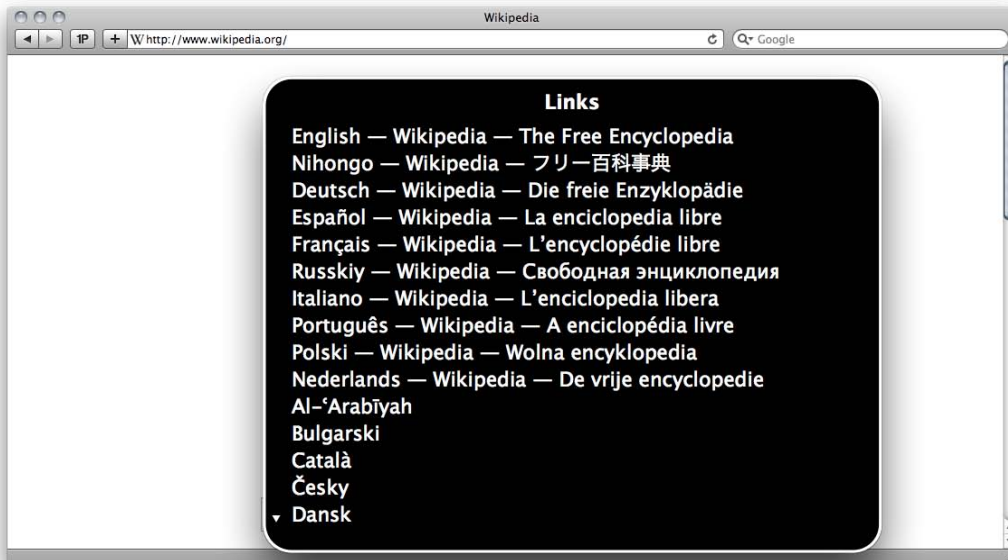 Wikipedia
1P
+
W http://www.wikipedia.org/
Google
Links
English — Wikipedia — The Free Encyclopedia
Nihongo — Wikipedia — フリー百科事典
Deutsch — Wikipedia — Die freie Enzyklopädie
Español — Wikipedia — La enciclopedia libre
Français — Wikipedia — L’encyclopédie libre
Russkiy — Wikipedia — Свободная энциклопедия
Italiano — Wikipedia — L’enciclopedia libera
Português — Wikipedia — A enciclopédia livre
Polski — Wikipedia — Wolna encyklopedia
Nederlands — Wikipedia — De vrije encyclopedie
Al-‘Arabīyah
Bulgarski
Català
Česky
Dansk